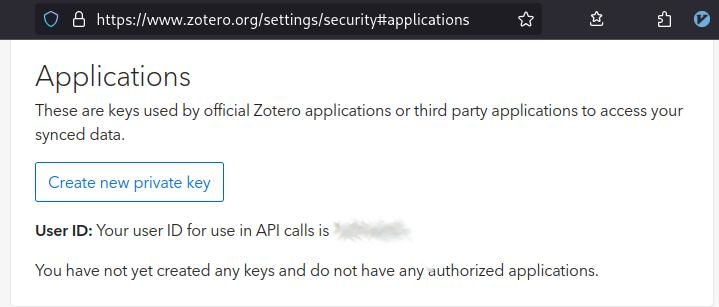 https://www.zotero.org/settings/security#applications
Applications
These are keys used by official Zotero applications or third party applications to access your
synced data.
Create new private key
User ID: Your user ID for use in API calls is
You have not yet created any keys and do not have any authorized applications.